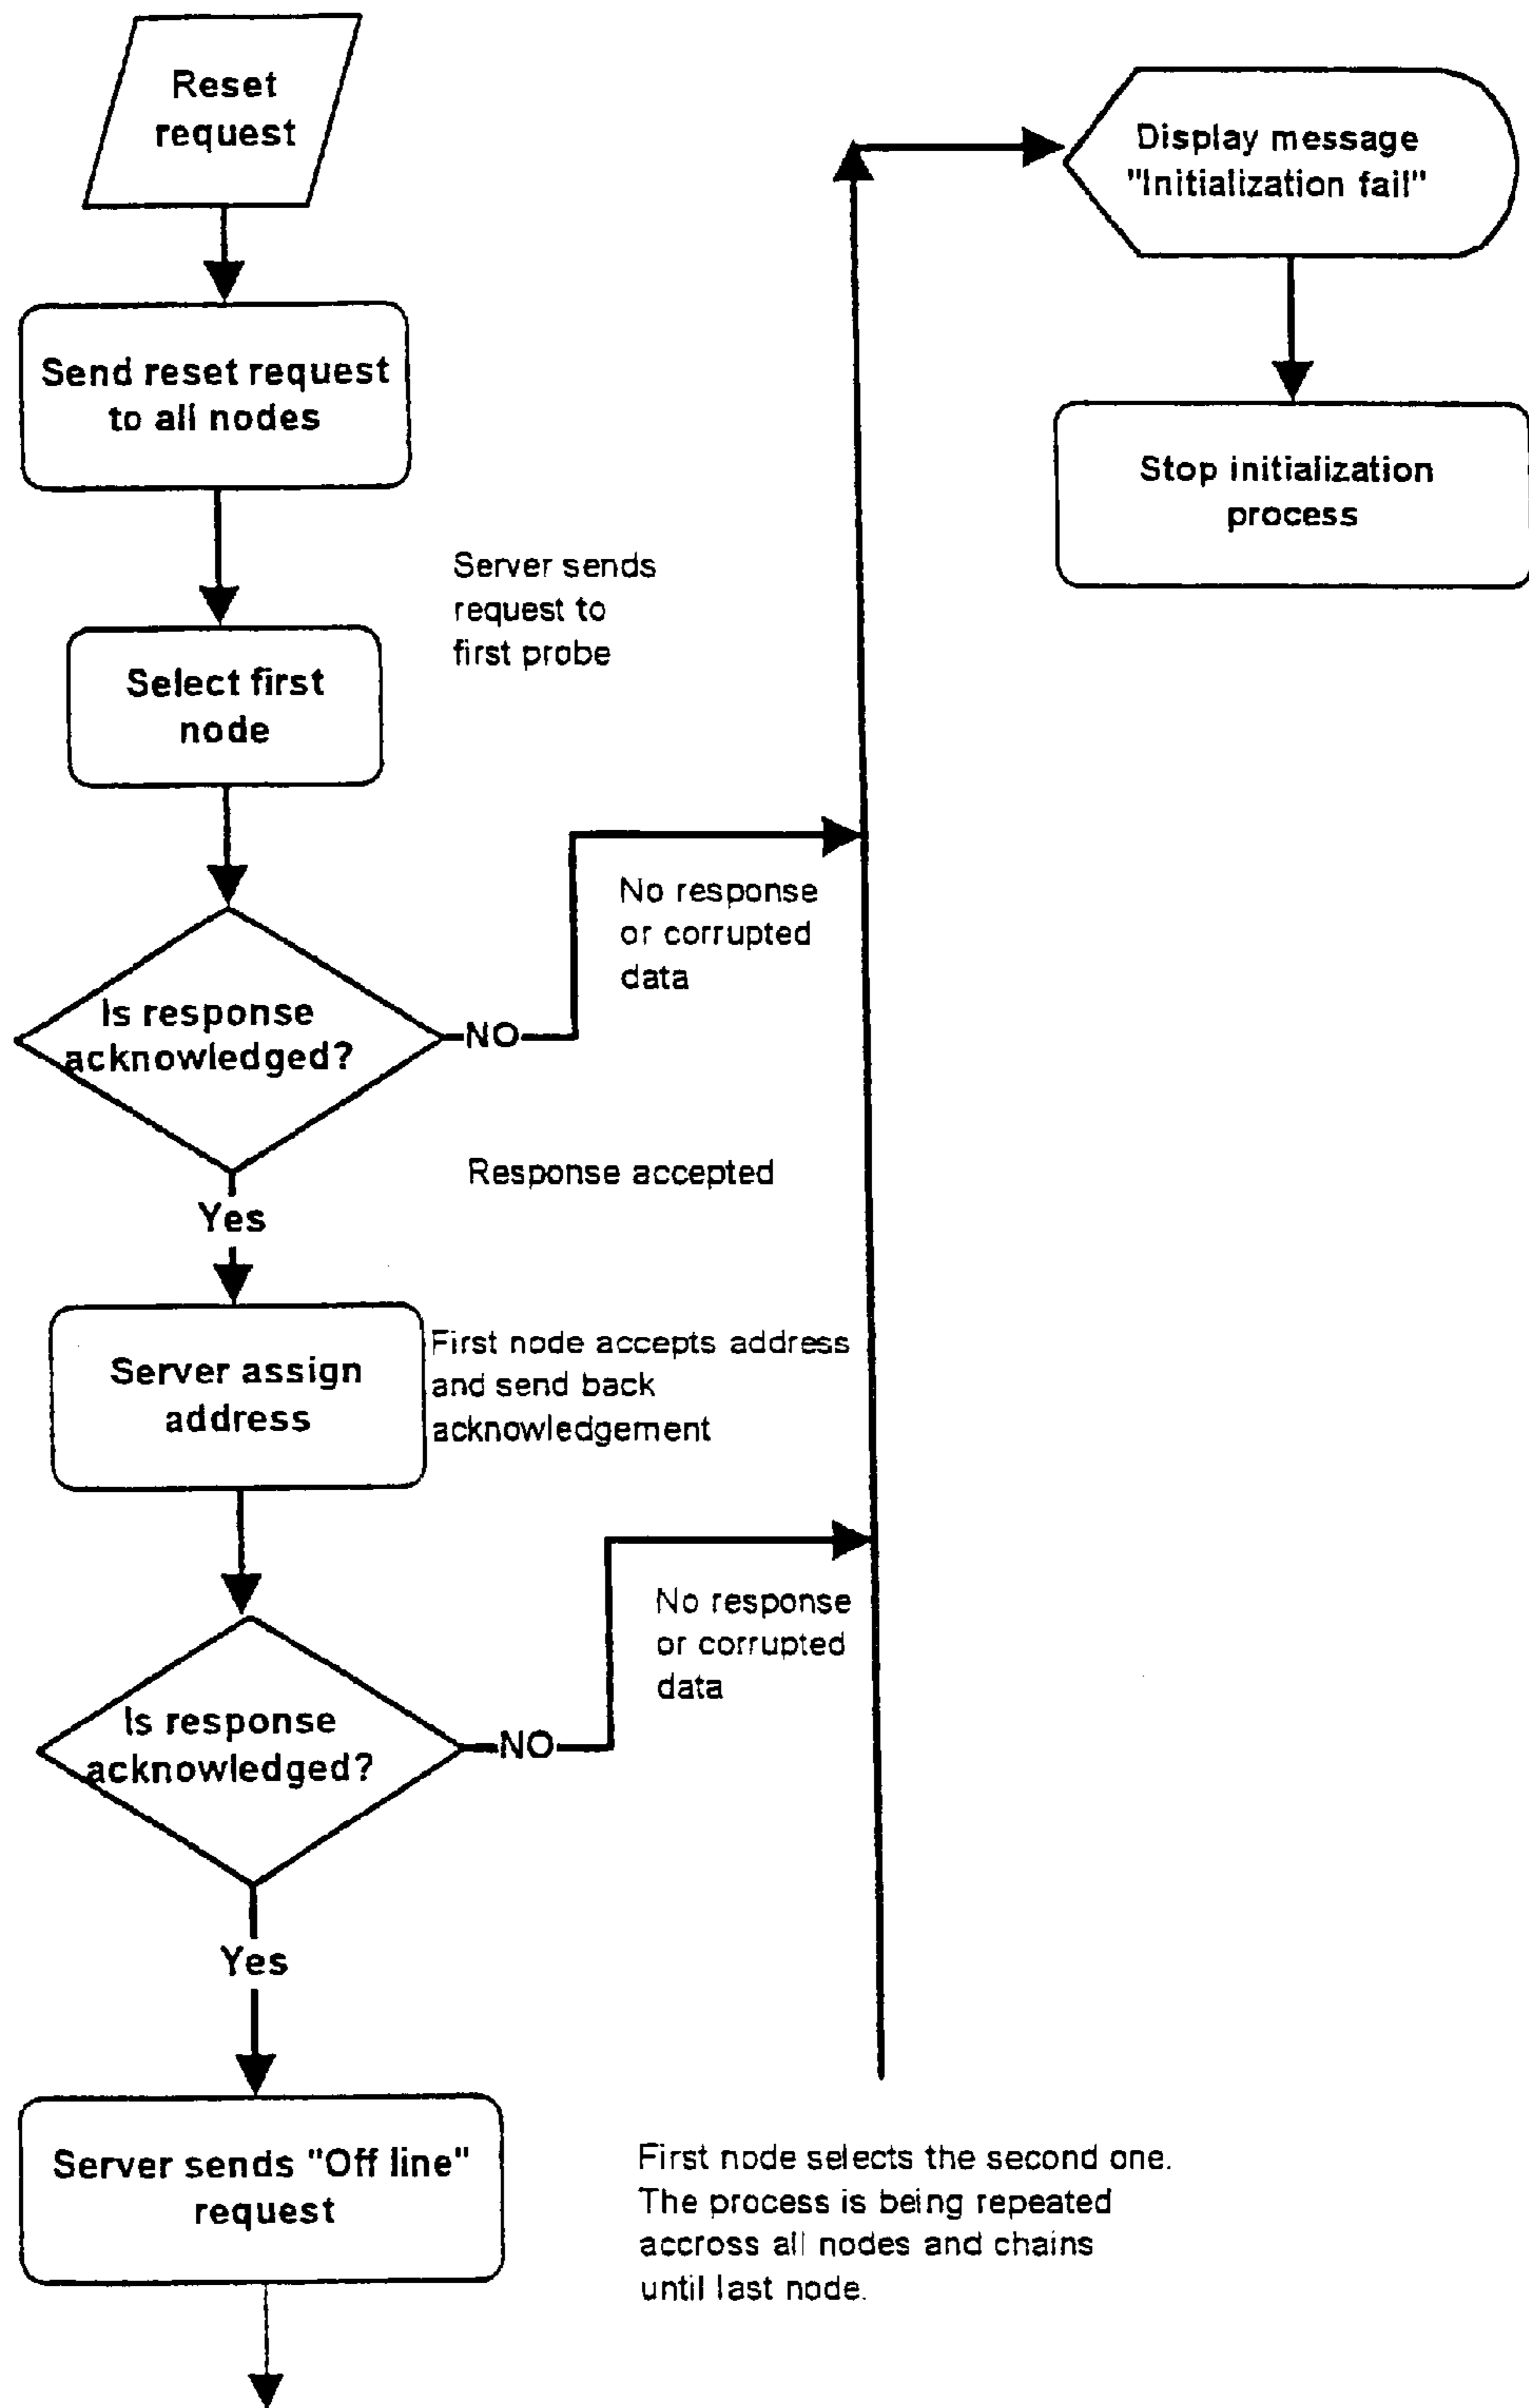 Reset
request
Send reset request
to all nodes
Server sends
request to
first probe
Select first
node
Is response
acknowledged?
NO
No response
or corrupted
data
Yes
Response accepted
Server assign
address
First node accepts address
and send back
acknowledgement
Is response
acknowledged?
NO
No response
or corrupted
data
Yes
Server sends "Off line"
request
First node selects the second one.
The process is being repeated
accross all nodes and chains
until last node.
Display message
"Initialization fail"
Stop initialization
process